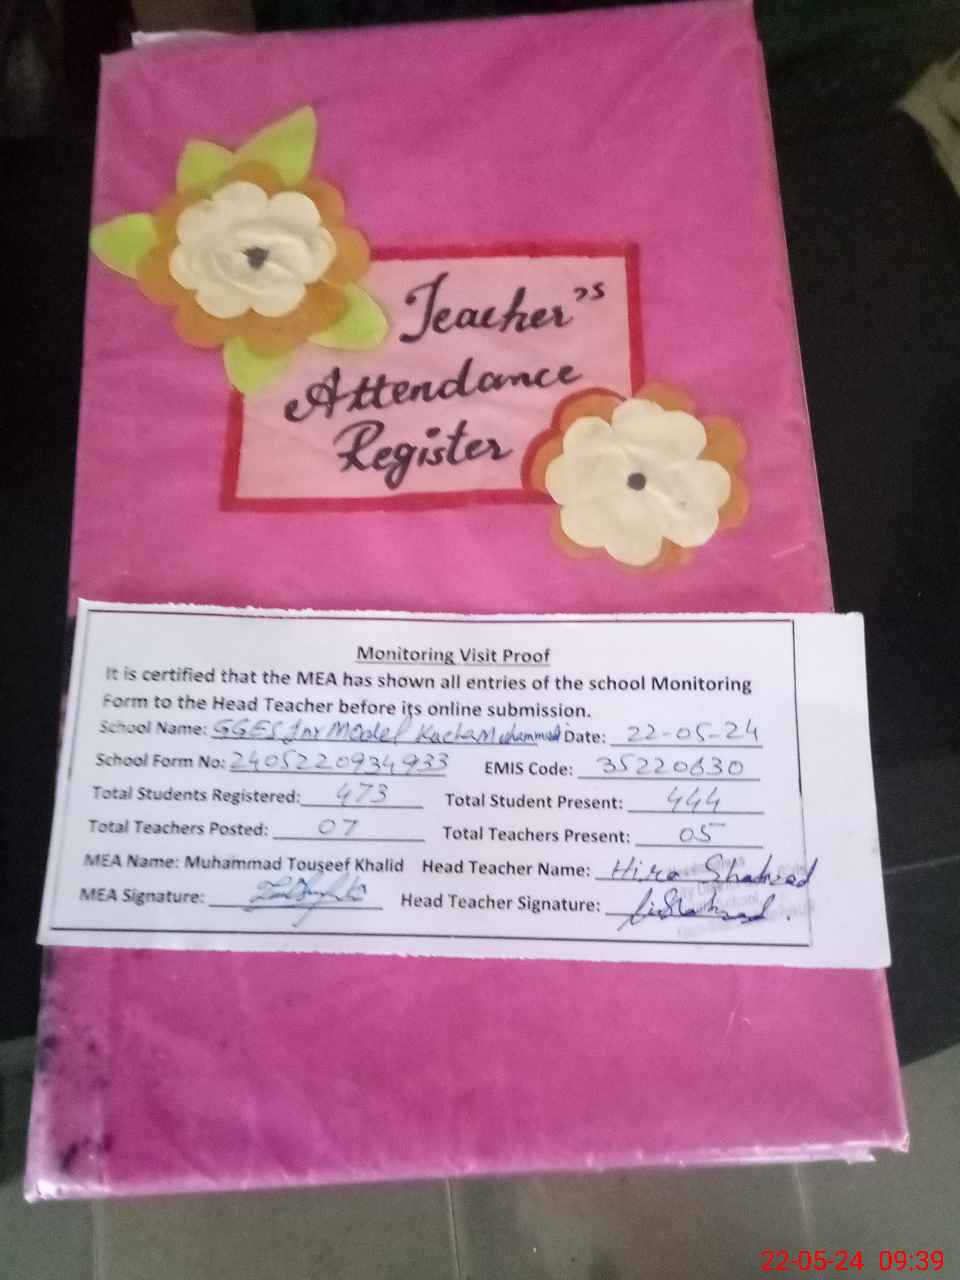 Teacher's
Attendance
Register
Monitoring Visit Proof
It is certified that the MEA has shown all entries of the school Monitoring
Form to the Head Teacher before its online submission.
School Name: GGES Jnr Model Kacha Muhammad Date: 22-05-24
School Form No: 2405220934933 EMIS Code: 35220630
Total Students Registered: 473 Total Student Present: 444
Total Teachers Posted: 07 Total Teachers Present: 05
MEA Name: Muhammad Touseef Khalid Head Teacher Name: Hira Shahzad
MEA Signature: Head Teacher Signature:
22-05-24 09:39